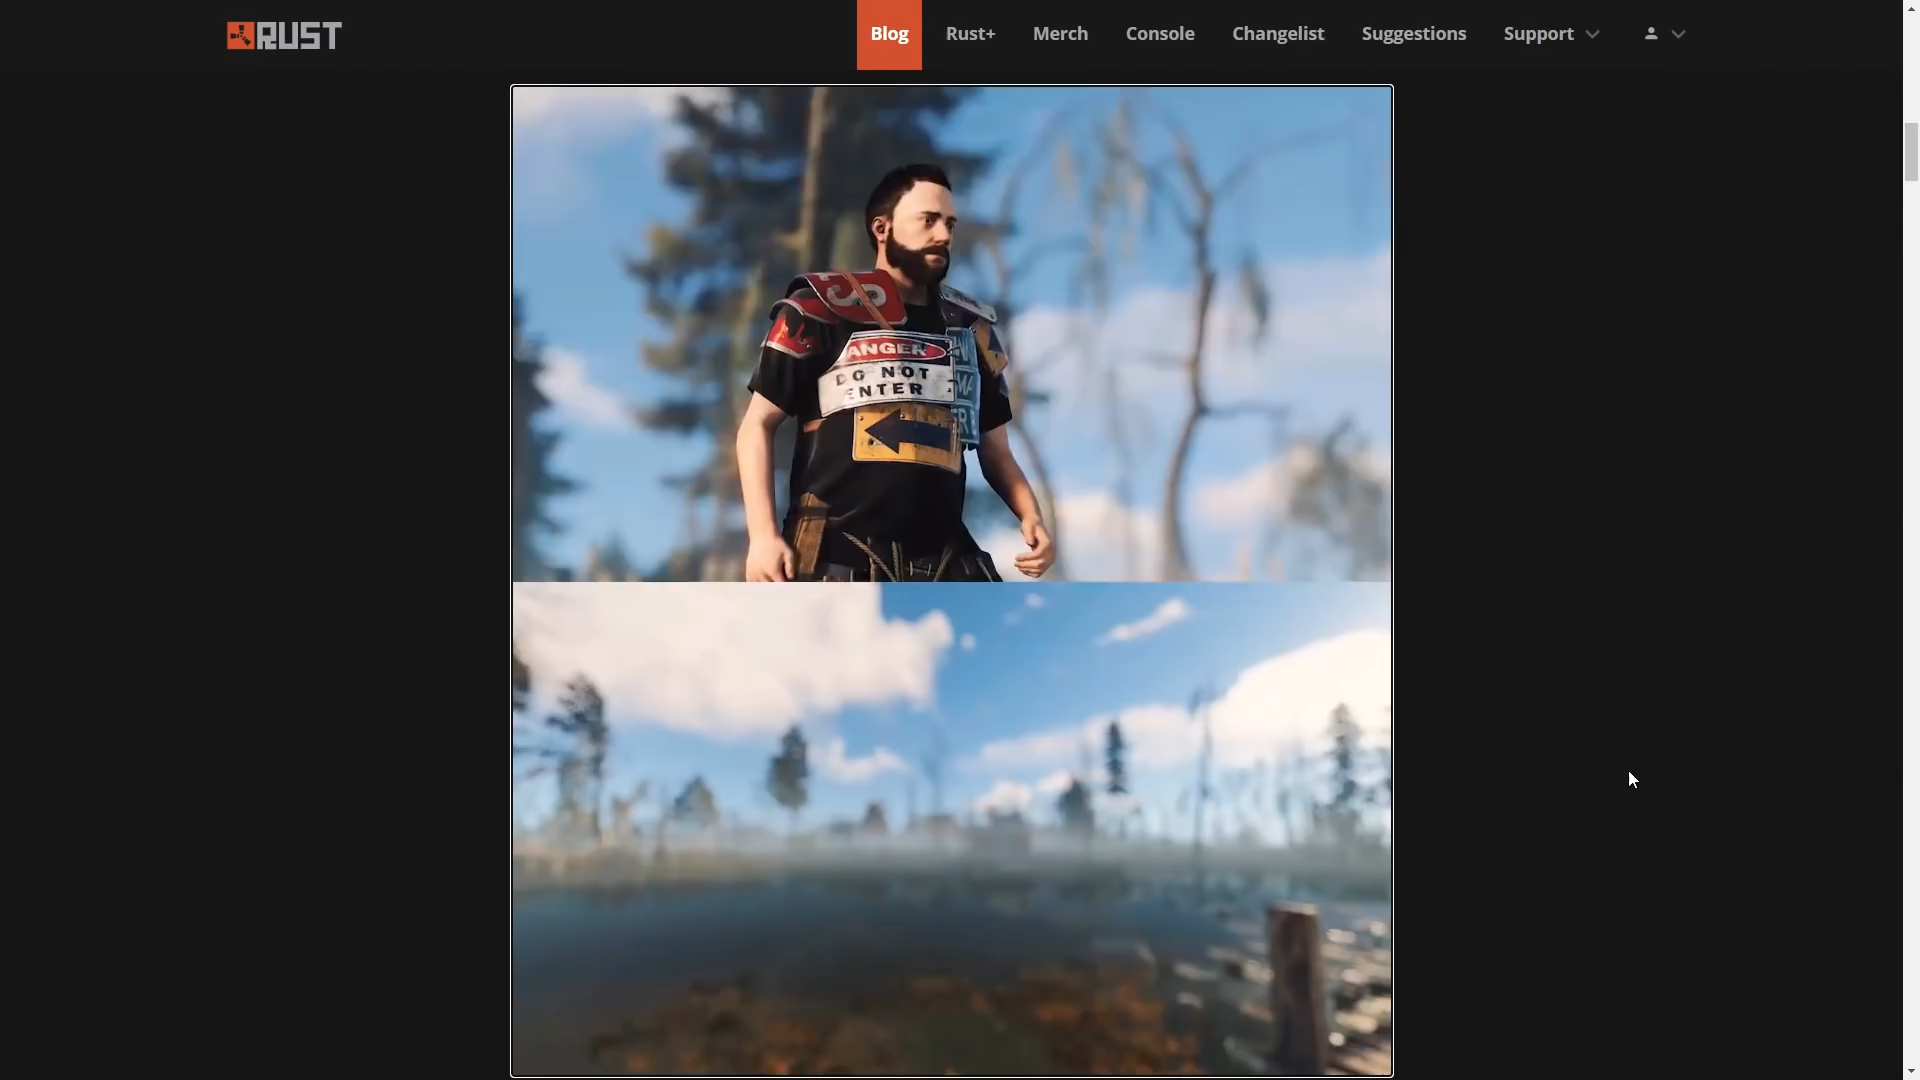 RUST
Blog
Rust+
Merch
Console
Changelist
Suggestions
Support
ANGER
DO NOT
ENTER